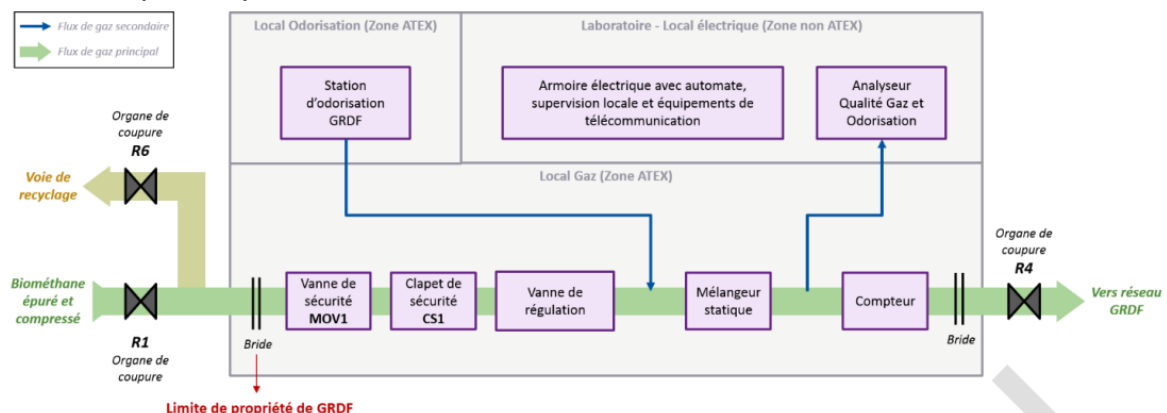 Flux de gaz secondaire
Flux de gaz principal
Local Odorisation (Zone ATEX)
Laboratoire - Local électrique (Zone non ATEX)
Station
d'odorisation
GRDF
Armoire électrique avec automate,
supervision locale et équipements de
télécommunication
Analyseur
Qualité Gaz et
Odorisation
Organe de
coupure
R6
Voie de
recyclage
Local Gaz (Zone ATEX)
Biométhane
épuré et
compressé
R1
Organe de
coupure
Bride
Vanne de
sécurité
MOV1
Clapet de
sécurité
CS1
Vanne de
régulation
Mélangeur
statique
Compteur
Bride
Organe de
coupure
R4
Vers réseau
GRDF
Limite de propriété de GRDF